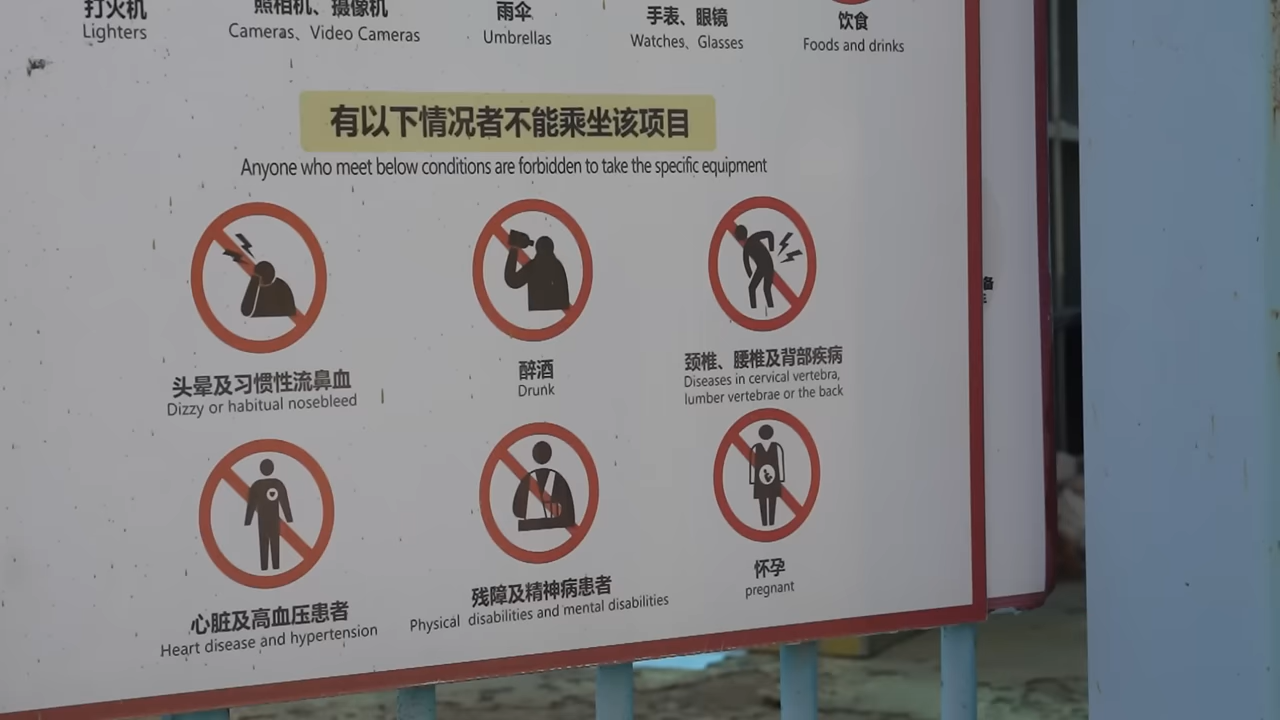 打火机
照相机、摄像机
雨伞
手表、眼镜
饮食
Lighters
Cameras、Video Cameras
Umbrellas
Watches、Glasses
Foods and drinks
有以下情况者不能乘坐该项目
Anyone who meet below conditions are forbidden to take the specific equipment
头晕及习惯性流鼻血
Dizzy or habitual nosebleed
醉酒
Drunk
颈椎、腰椎及背部疾病
Diseases in cervical vertebra,
lumber vertebrae or the back
心脏及高血压患者
Heart disease and hypertension
残障及精神病患者
Physical disabilities and mental disabilities
怀孕
pregnant